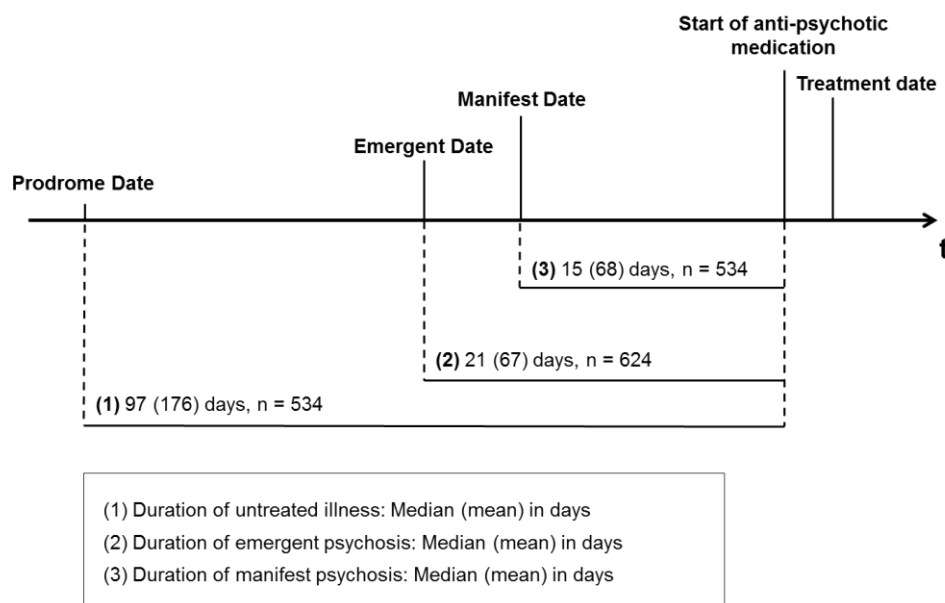 Start of anti-psychotic
medication
Treatment date
Manifest Date
Emergent Date
Prodrome Date
t
(3) 15 (68) days, n = 534
(2) 21 (67) days, n = 624
(1) 97 (176) days, n = 534
(1) Duration of untreated illness: Median (mean) in days
(2) Duration of emergent psychosis: Median (mean) in days
(3) Duration of manifest psychosis: Median (mean) in days